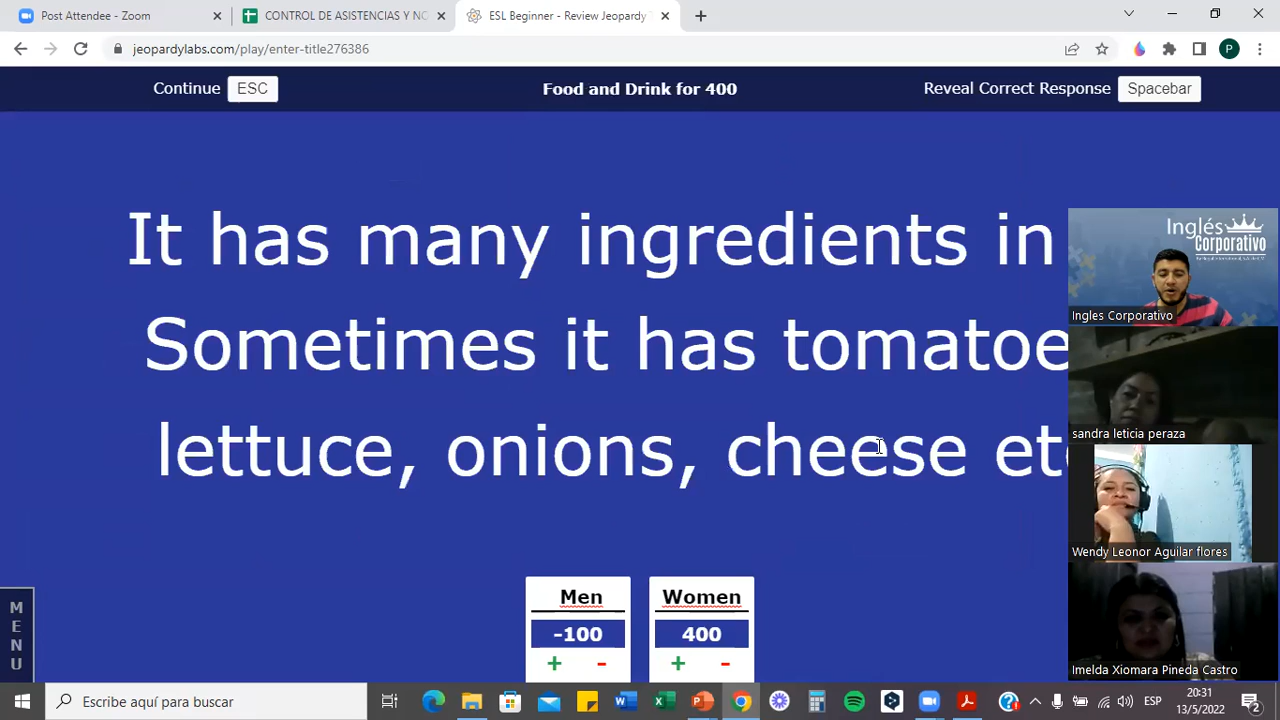 Post Attendee - Zoom
CONTROL DE ASISTENCIAS Y NO
ESL Beginner - Review Jeopardy
jeopardylabs.com/play/enter-title276386
P
Continue ESC
Food and Drink for 400
Reveal Correct Response Spacebar
It has many ingredients in
Sometimes it has tomatoe
lettuce, onions, cheese etc
Inglés
Corporativo
Ingles Corporativo
sandra leticia peraza
Wendy Leonor Aguilar flores
Imelda Xiomara Pineda Castro
MENU
Men
-100
+ -
Women
400
+ -
Escribe aquí para buscar
ESP
20:31
13/5/2022
2